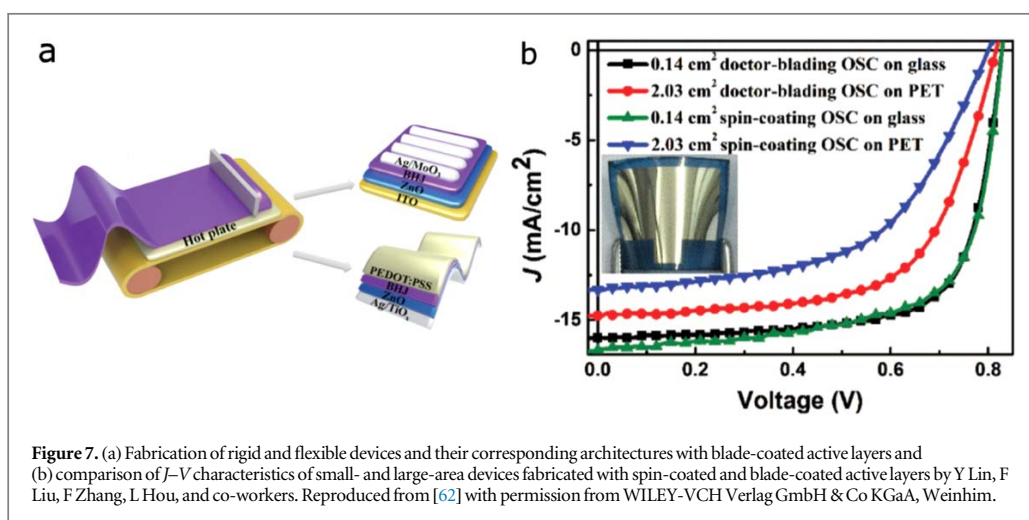 a
Hot plate
Ag/MoO3
BHJ
ZnO
ITO
PEDOT:PSS
BHJ
ZnO
Ag/TiOx
b
0.14 cm² doctor-blading OSC on glass
2.03 cm² doctor-blading OSC on PET
0.14 cm² spin-coating OSC on glass
2.03 cm² spin-coating OSC on PET
0
-5
-10
-15
J (mA/cm²)
0.0 0.2 0.4 0.6 0.8
Voltage (V)
Figure 7. (a) Fabrication of rigid and flexible devices and their corresponding architectures with blade-coated active layers and
(b) comparison of J–V characteristics of small- and large-area devices fabricated with spin-coated and blade-coated active layers by Y Lin, F
Liu, F Zhang, L Hou, and co-workers. Reproduced from [62] with permission from WILEY-VCH Verlag GmbH & Co KGaA, Weinhim.